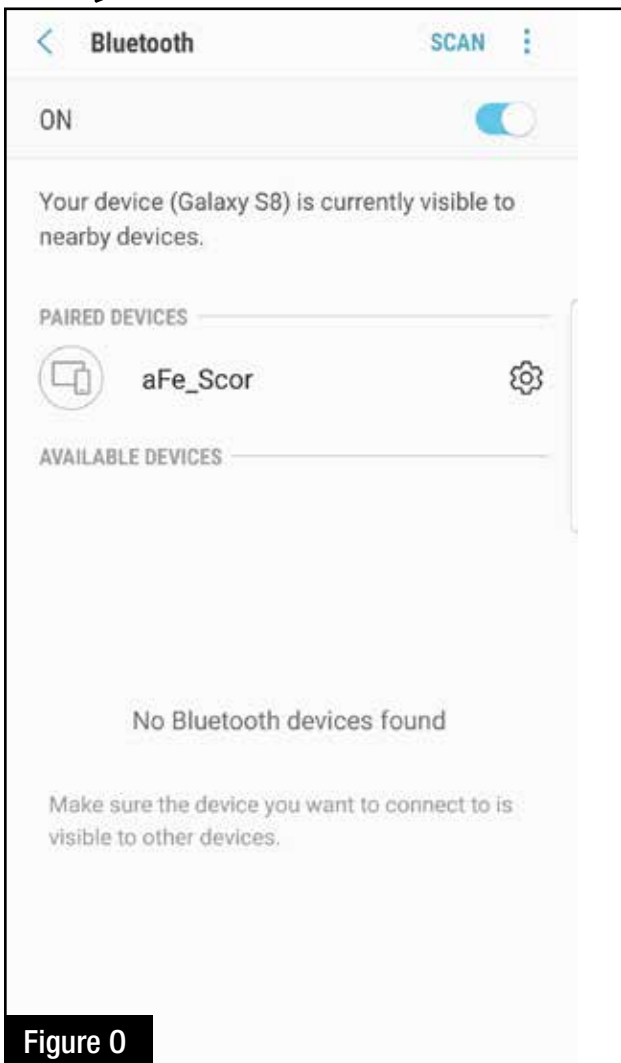 Bluetooth SCAN
ON
Your device (Galaxy S8) is currently visible to
nearby devices.
PAIRED DEVICES
aFe_Scor
AVAILABLE DEVICES
No Bluetooth devices found
Make sure the device you want to connect to is
visible to other devices.
Figure O